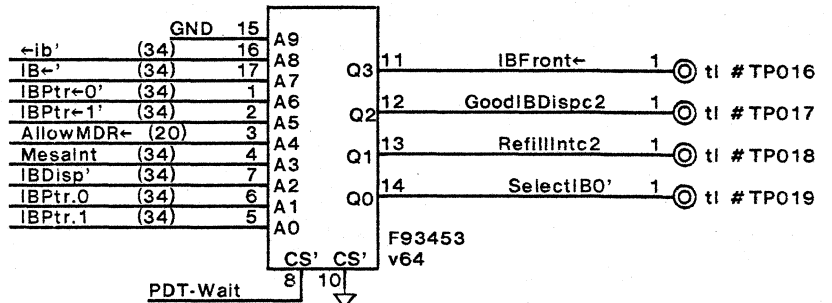 GND 15 A9
←ib' (34) 16 A8
IB←' (34) 17 A7
IBPtr←0' (34) 1 A6
IBPtr←1' (34) 2 A5
AllowMDR← (20) 3 A4
MesaInt (34) 4 A3
IBDisp' (34) 7 A2
IBPtr.0 (34) 6 A1
IBPtr.1 (34) 5 A0
Q3 11 IBFront← 1 tl #TP016
Q2 12 GoodIBDispc2 1 tl #TP017
Q1 13 RefillIntc2 1 tl #TP018
Q0 14 SelectIB0' 1 tl #TP019
F93453
v64
CS' CS'
8 10
PDT-Wait